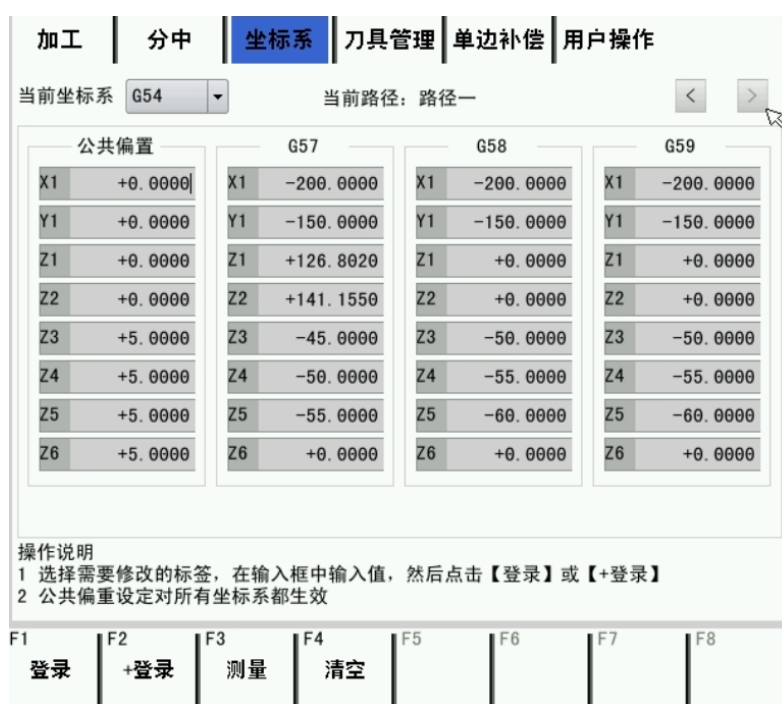 加工 分中 坐标系 刀具管理 单边补偿 用户操作
当前坐标系 G54 当前路径：路径一 < >
公共偏置 G57 G58 G59
X1 +0.0000 X1 -200.0000 X1 -200.0000 X1 -200.0000
Y1 +0.0000 Y1 -150.0000 Y1 -150.0000 Y1 -150.0000
Z1 +0.0000 Z1 +126.8020 Z1 +0.0000 Z1 +0.0000
Z2 +0.0000 Z2 +141.1550 Z2 +0.0000 Z2 +0.0000
Z3 +5.0000 Z3 -45.0000 Z3 -50.0000 Z3 -50.0000
Z4 +5.0000 Z4 -50.0000 Z4 -55.0000 Z4 -55.0000
Z5 +5.0000 Z5 -55.0000 Z5 -60.0000 Z5 -60.0000
Z6 +5.0000 Z6 +0.0000 Z6 +0.0000 Z6 +0.0000
操作说明
1 选择需要修改的标签，在输入框中输入值，然后点击【登录】或【+登录】
2 公共偏重设定对所有坐标系都生效
F1 F2 F3 F4 F5 F6 F7 F8
登录 +登录 测量 清空